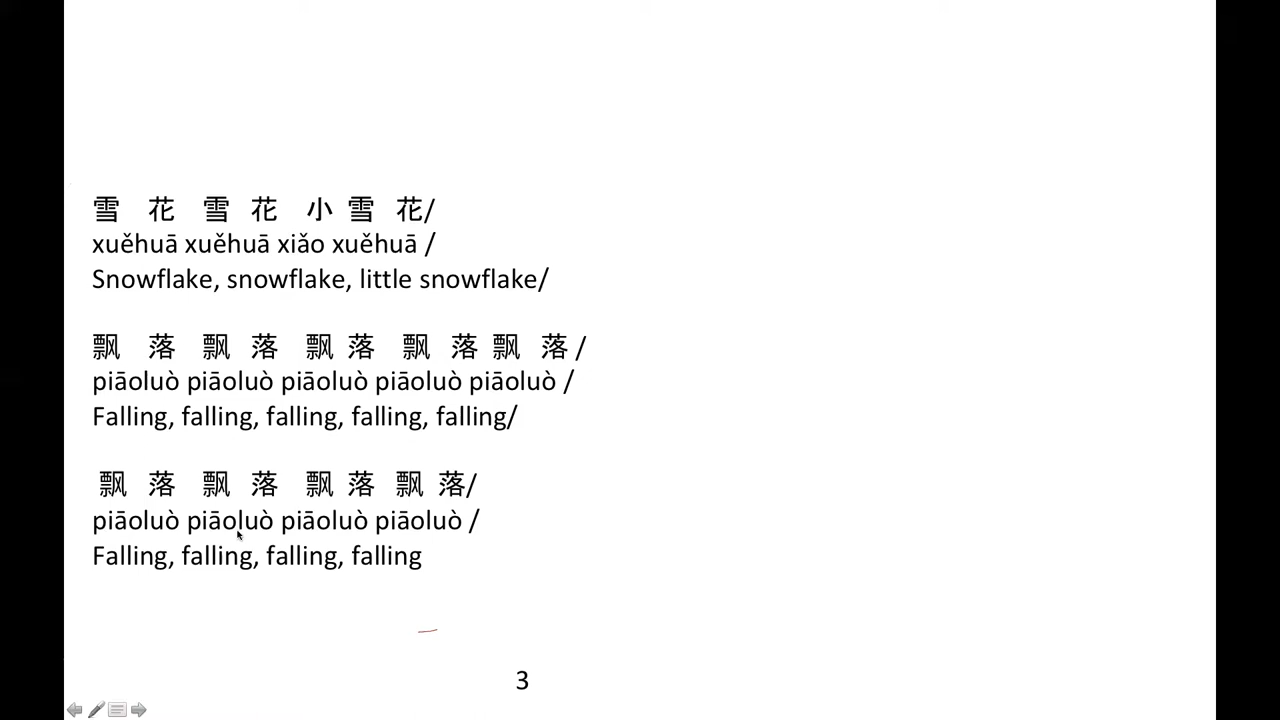 雪 花 雪 花 小 雪 花/
xuěhuā xuěhuā xiǎo xuěhuā /
Snowflake, snowflake, little snowflake/
飘 落 飘 落 飘 落 飘 落 飘 落 /
piāoluò piāoluò piāoluò piāoluò piāoluò /
Falling, falling, falling, falling, falling/
飘 落 飘 落 飘 落 飘 落/
piāoluò piāoluò piāoluò piāoluò /
Falling, falling, falling, falling
3